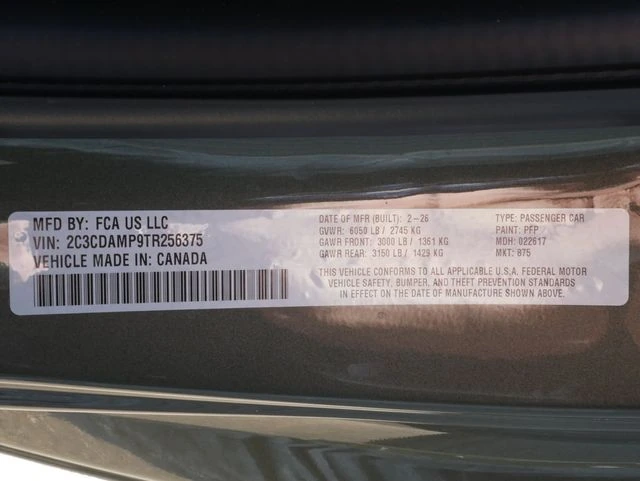 MFD BY: FCA US LLC
VIN: 2C3CDAMP9TR256375
VEHICLE MADE IN: CANADA
DATE OF MFR (BUILT): 2-26
GVWR: 6050 LB / 2745 KG
GAWR FRONT: 3000 LB / 1361 KG
GAWR REAR: 3150 LB / 1429 KG
TYPE: PASSENGER CAR
PAINT: PFP
MDH: 022617
MKT: 875
THIS VEHICLE CONFORMS TO ALL APPLICABLE U.S.A. FEDERAL MOTOR
VEHICLE SAFETY, BUMPER, AND THEFT PREVENTION STANDARDS
IN EFFECT ON THE DATE OF MANUFACTURE SHOWN ABOVE.